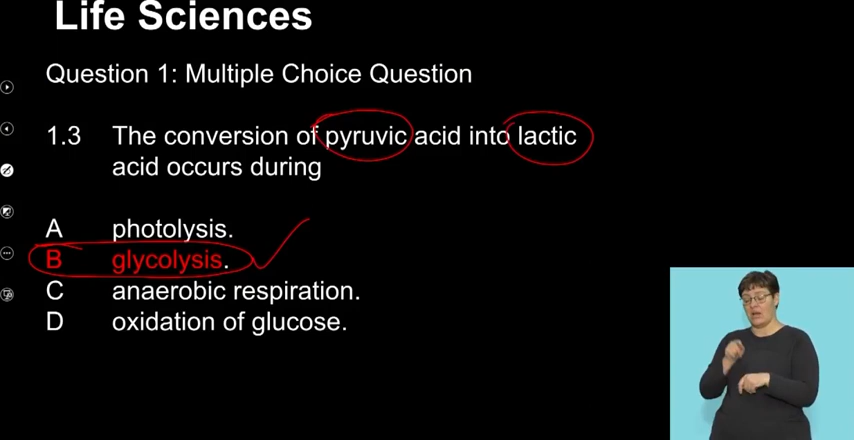 Life Sciences
Question 1: Multiple Choice Question
1.3 The conversion of pyruvic acid into lactic
acid occurs during
A photolysis.
B glycolysis.
C anaerobic respiration.
D oxidation of glucose.